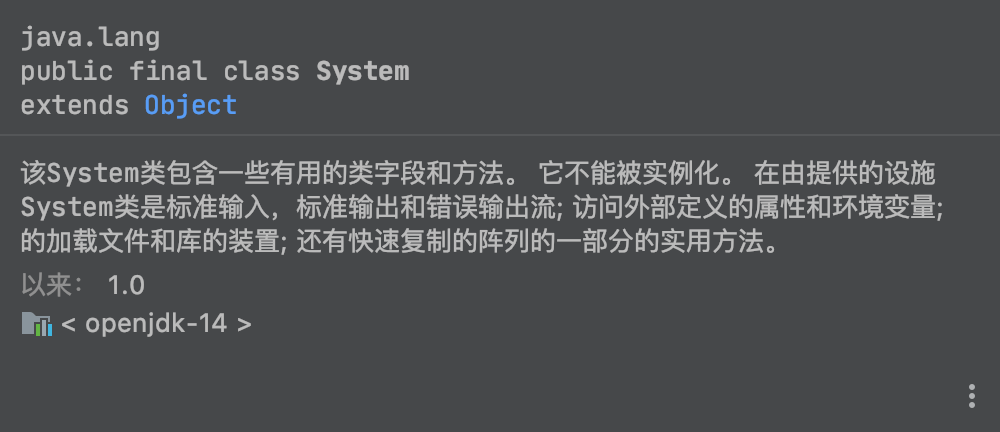 java.lang
public final class System
extends Object
该System类包含一些有用的类字段和方法。 它不能被实例化。 在由提供的设施
System类是标准输入，标准输出和错误输出流; 访问外部定义的属性和环境变量;
的加载文件和库的装置; 还有快速复制的阵列的一部分的实用方法。
以来： 1.0
< openjdk-14 >